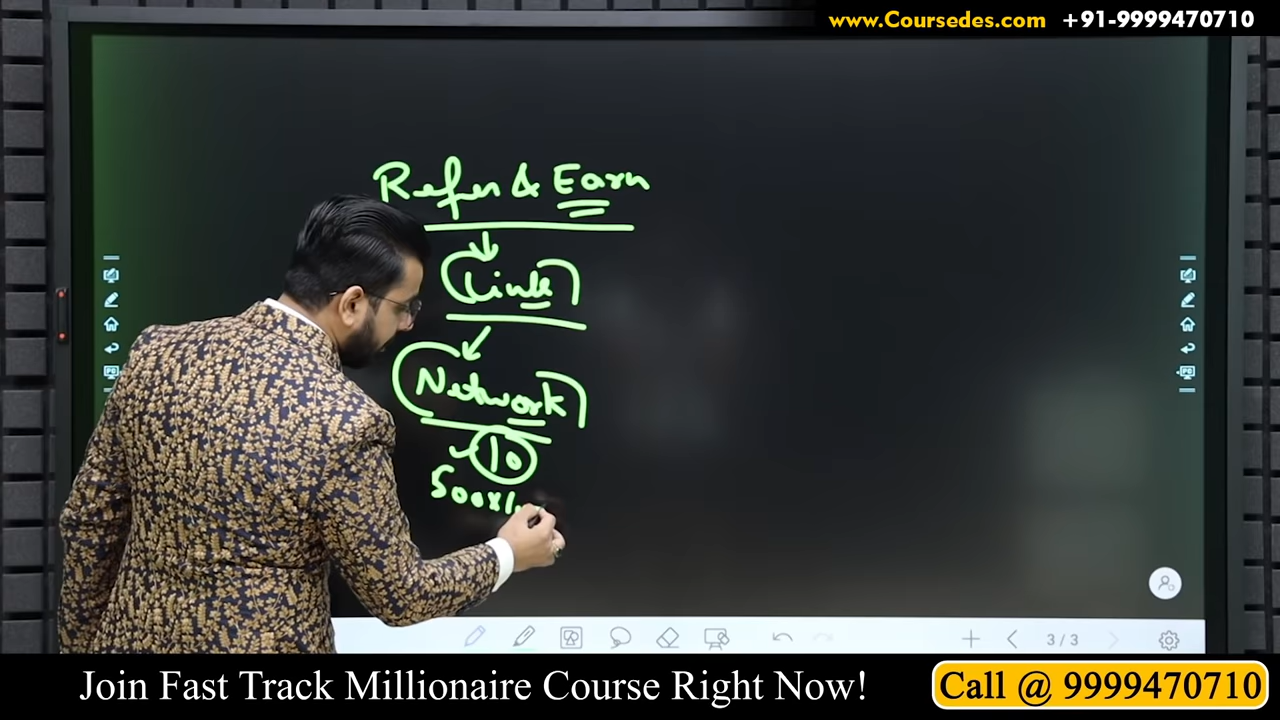 www.Coursedes.com +91-9999470710
Refer & Earn
Link
Network
10
500x10
3/3
Join Fast Track Millionaire Course Right Now!
Call @ 9999470710